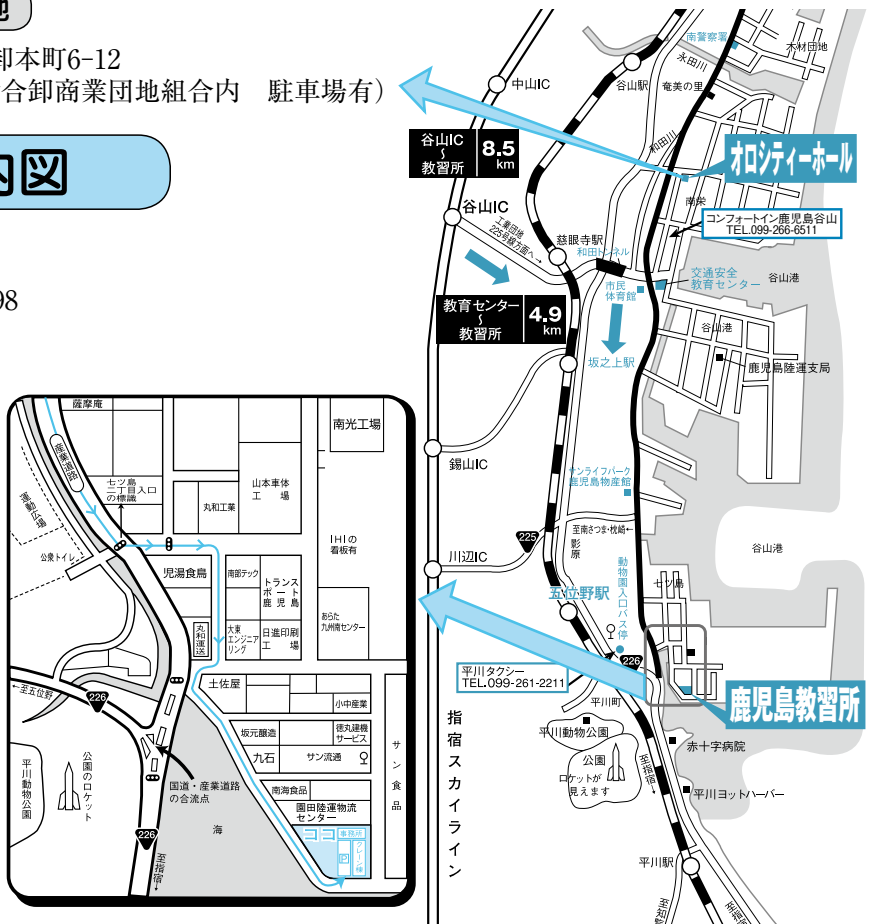 地
卸本町6-12
合卸商業団地組合内　駐車場有）
内図
98
南警察署
木材団地
永田川
中山IC
谷山駅
奄美の里
谷山IC
〜
教習所
8.5
km
和田川
オロシティーホール
谷山IC
南栄
コンフォートイン鹿児島谷山
TEL.099-266-6511
工業団地
225号線方面へ→
慈眼寺駅
和田トンネル
交通安全
教育センター
谷山港
市民
体育館
教育センター
〜
教習所
4.9
km
谷山港
坂之上駅
鹿児島陸運支局
錫山IC
サンライフパーク
鹿児島物産館
至南さつま・枕崎←
225
影原
谷山港
川辺IC
動物園入口バス停
七ツ島
五位野駅
226
平川タクシー
TEL.099-261-2211
平川町
鹿児島教習所
平川動物公園
赤十字病院
公園
ロケットが
見えます
至指宿→
平川ヨットハーバー
指宿スカイライン
平川駅
至知覧
至指宿
薩摩庵
南光工場
産業道路
七ツ島
二丁目入口
の標識
山本車体
工　場
丸和工業
運動広場
IHIの
看板有
公衆トイレ
児湯食鳥
南部テック
トランス
ポート
鹿児島
丸和運送
大東
エンジニア
リング
日進印刷
工　場
あらた
九州南センター
土佐屋
←至五位野
226
小中産業
坂元醸造
徳丸建機
サービス
九石
サン流通
サン食品
平川動物公園
公園のロケット
国道・産業道路
の合流点
南海食品
園田陸運物流
センター
海
ココ
事務所
P
クレーン棟
226
至指宿→